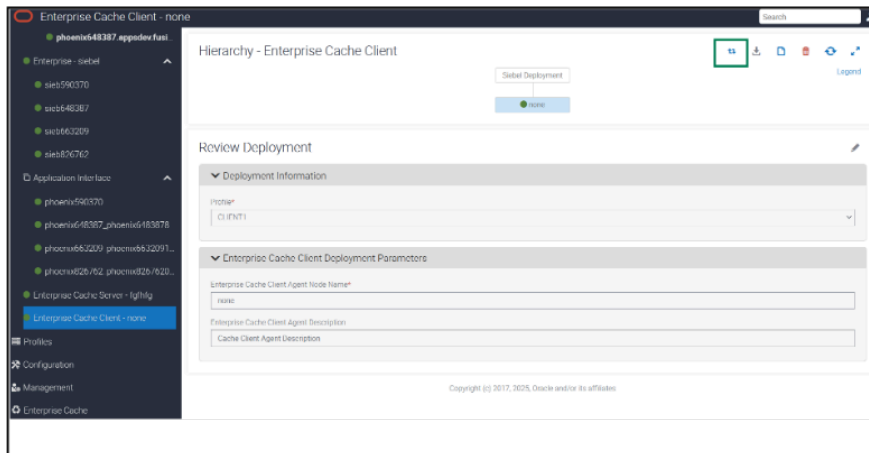 Enterprise Cache Client - none
Search
phoenix648387.appsdev.fusi...
Enterprise - siebel
sieb590370
sieb648387
sieb663209
sieb826762
Application Interface
phoenix590370
phoenix648387_phoenix6483878
phoenix663209_phoenix6632091...
phoenix826762_phoenix8267620...
Enterprise Cache Server - fgfhfg
Enterprise Cache Client - none
Profiles
Configuration
Management
Enterprise Cache
Hierarchy - Enterprise Cache Client
Legend
Siebel Deployment
none
Review Deployment
Deployment Information
Profile*
CLIENT1
Enterprise Cache Client Deployment Parameters
Enterprise Cache Client Agent Node Name*
none
Enterprise Cache Client Agent Description
Cache Client Agent Description
Copyright (c) 2017, 2025, Oracle and/or its affiliates